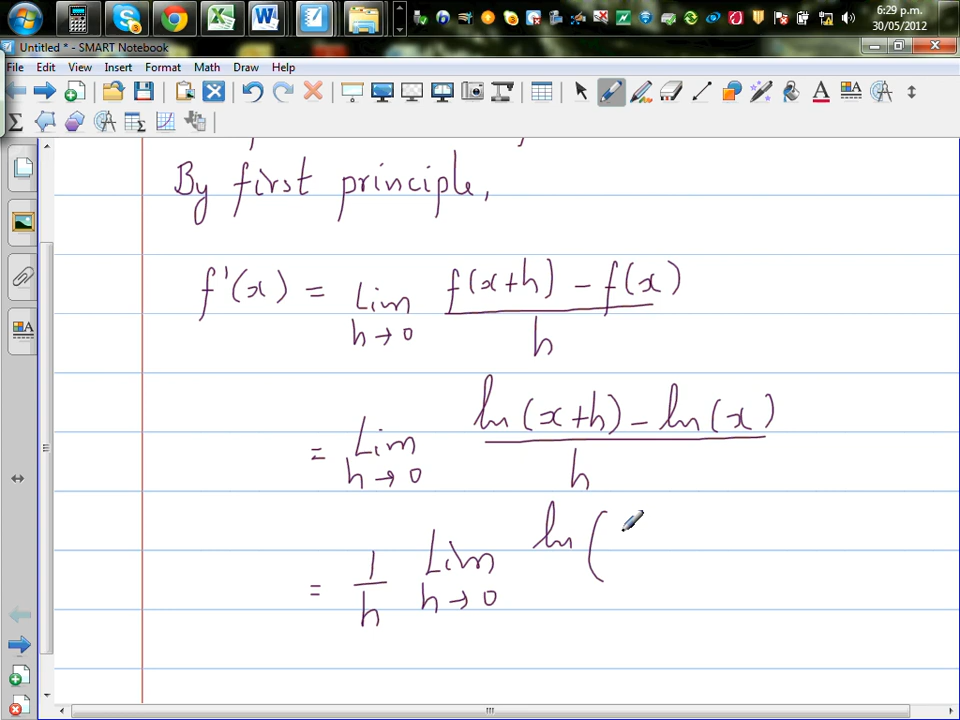 6:29 p.m.
30/05/2012
Untitled * - SMART Notebook
File Edit View Insert Format Math Draw Help
By first principle,
f'(x) = Lim h→0 f(x+h) - f(x) / h
= Lim h→0 ln(x+h) - ln(x) / h
= 1/h Lim h→0 ln (